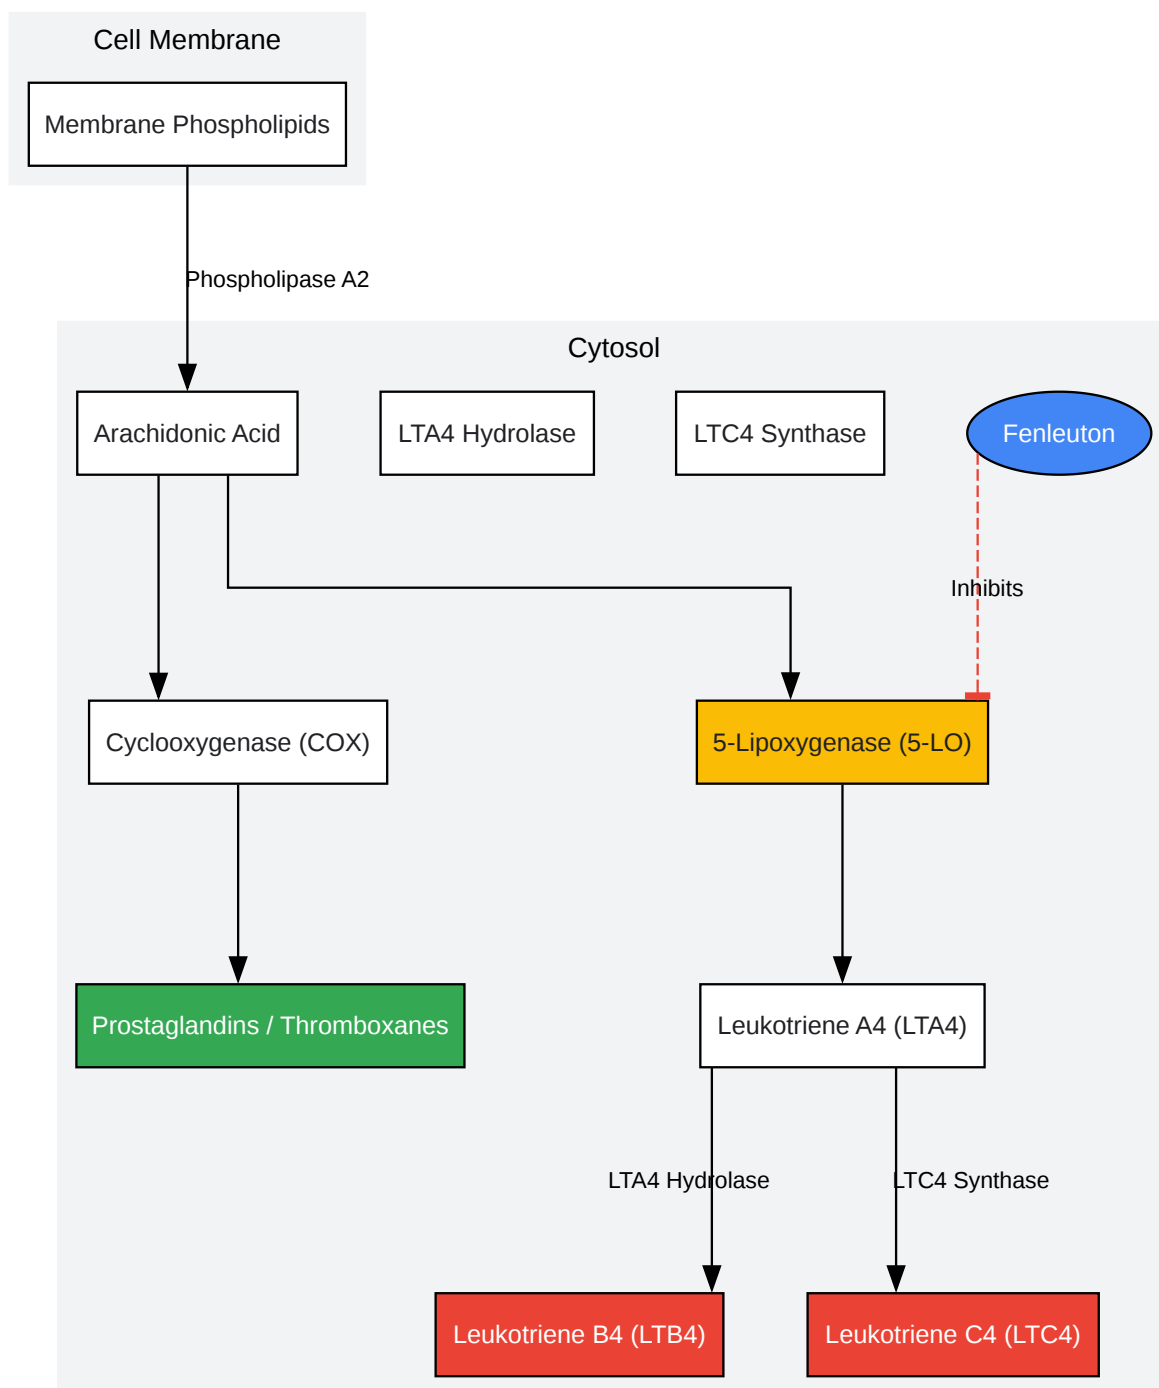 Cell Membrane
Membrane Phospholipids
Phospholipase A2
Cytosol
Arachidonic Acid
LTA4 Hydrolase
LTC4 Synthase
Fenleuton
Inhibits
Cyclooxygenase (COX)
5-Lipoxygenase (5-LO)
Prostaglandins / Thromboxanes
Leukotriene A4 (LTA4)
LTA4 Hydrolase
LTC4 Synthase
Leukotriene B4 (LTB4)
Leukotriene C4 (LTC4)